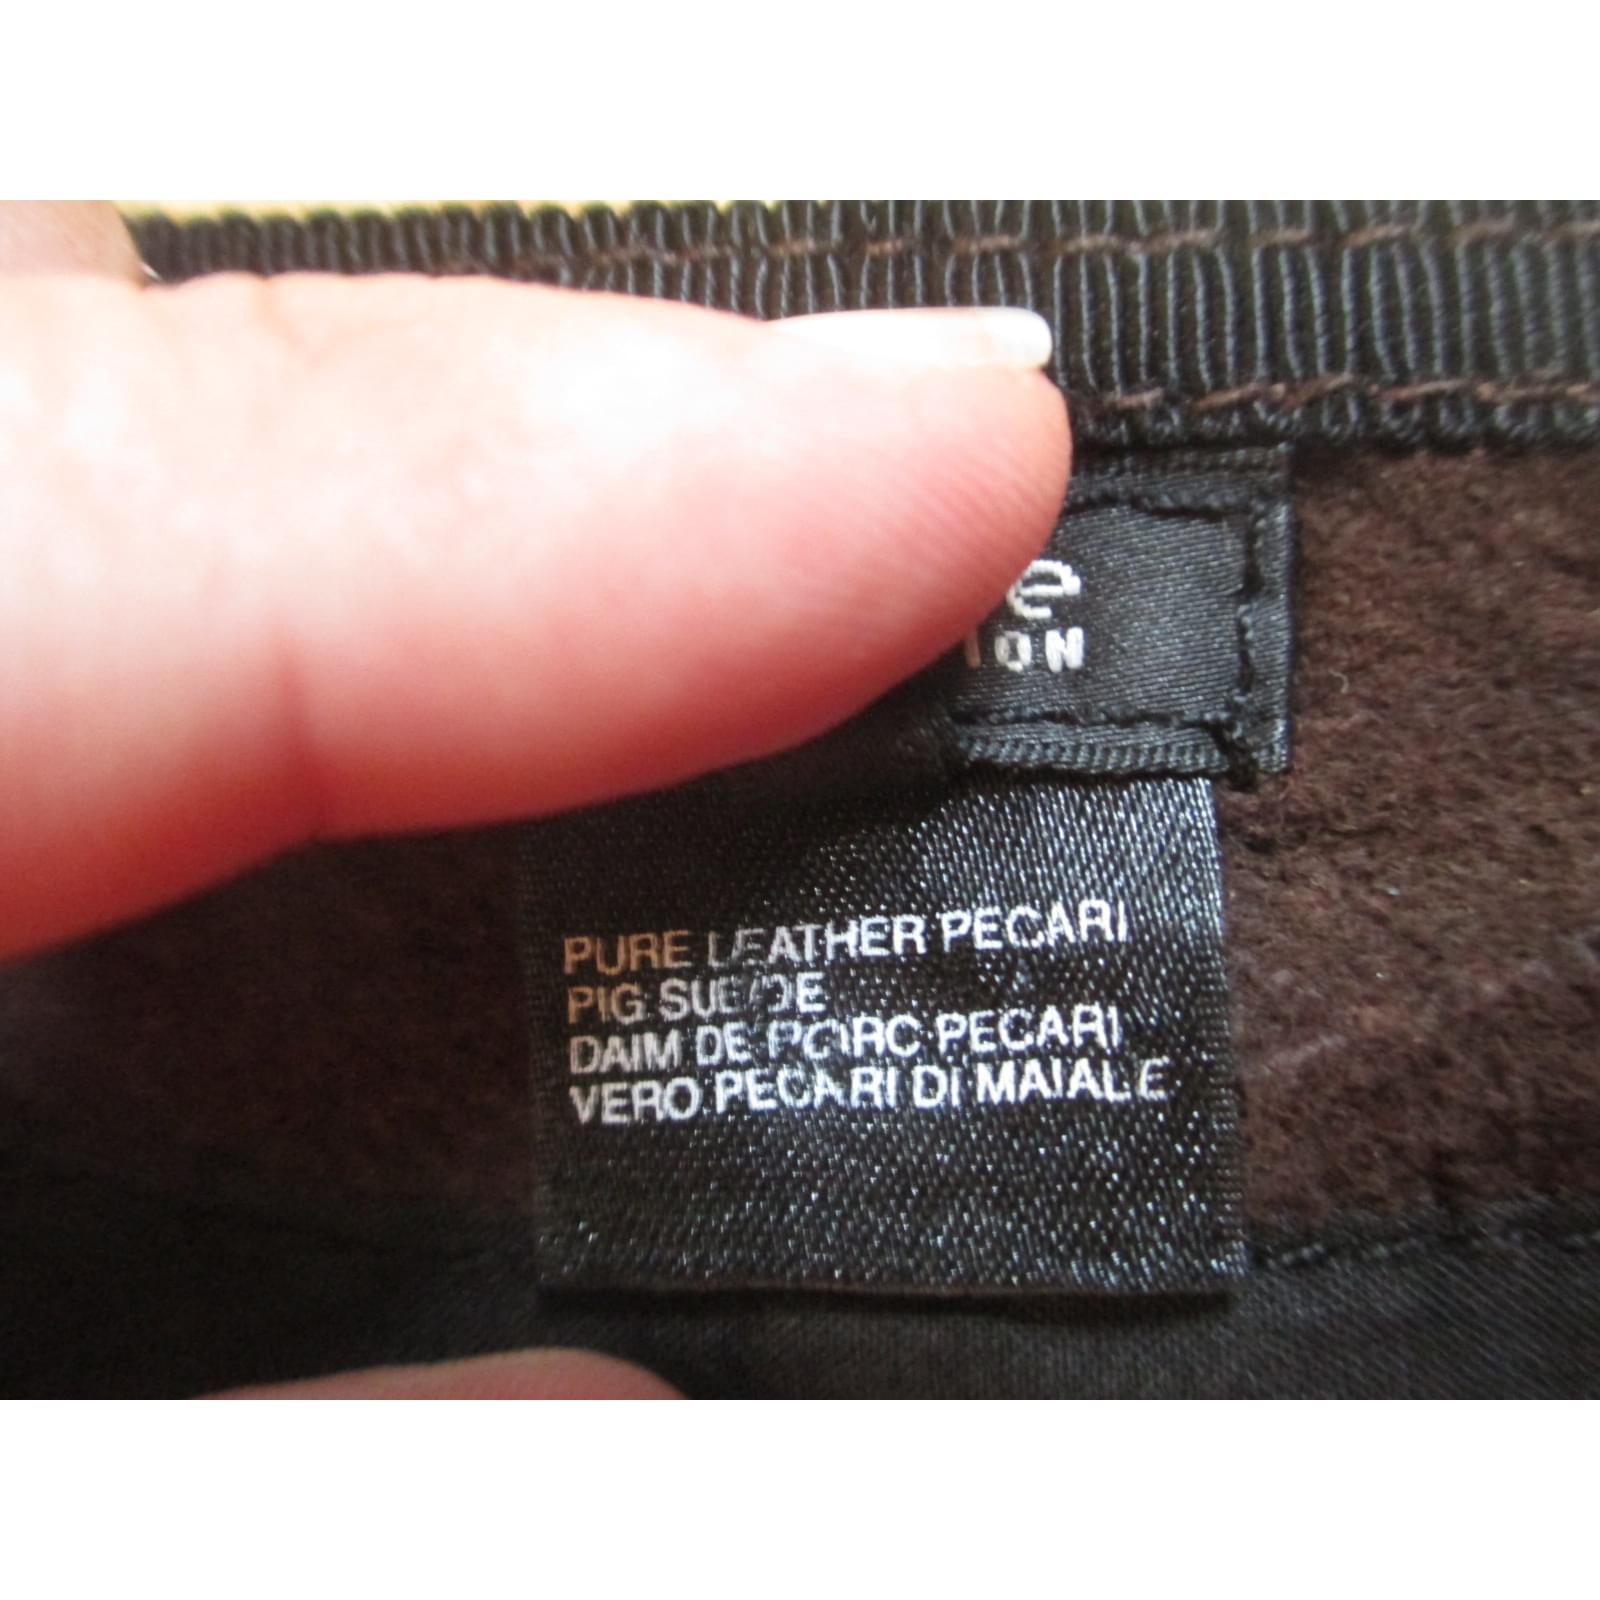 e
ION
PURE LEATHER PECARI
PIG SUEDE
DAIM DE PORC PECARI
VERO PECARI DI MAIALE